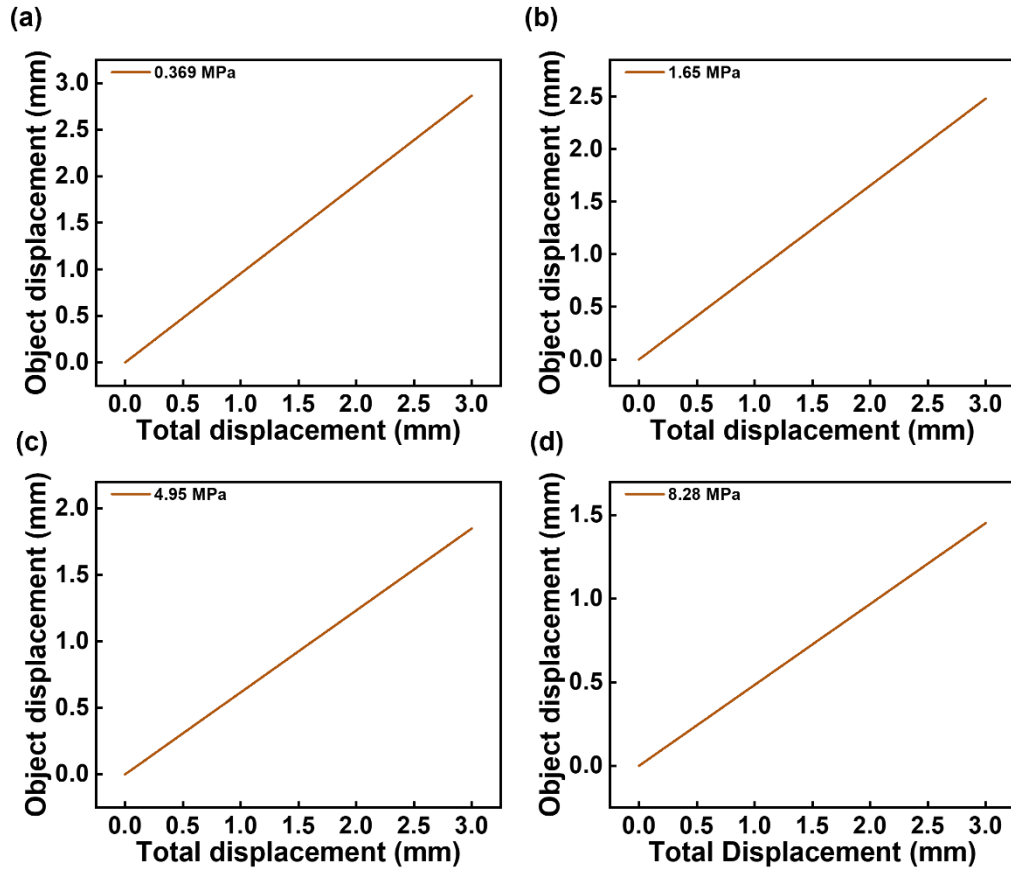 (a)
0.369 MPa
Object displacement (mm)
3.0
2.5
2.0
1.5
1.0
0.5
0.0
0.0 0.5 1.0 1.5 2.0 2.5 3.0
Total displacement (mm)
(b)
1.65 MPa
Object displacement (mm)
2.5
2.0
1.5
1.0
0.5
0.0
0.0 0.5 1.0 1.5 2.0 2.5 3.0
Total displacement (mm)
(c)
4.95 MPa
Object displacement (mm)
2.0
1.5
1.0
0.5
0.0
0.0 0.5 1.0 1.5 2.0 2.5 3.0
Total displacement (mm)
(d)
8.28 MPa
Object displacement (mm)
1.5
1.0
0.5
0.0
0.0 0.5 1.0 1.5 2.0 2.5 3.0
Total Displacement (mm)